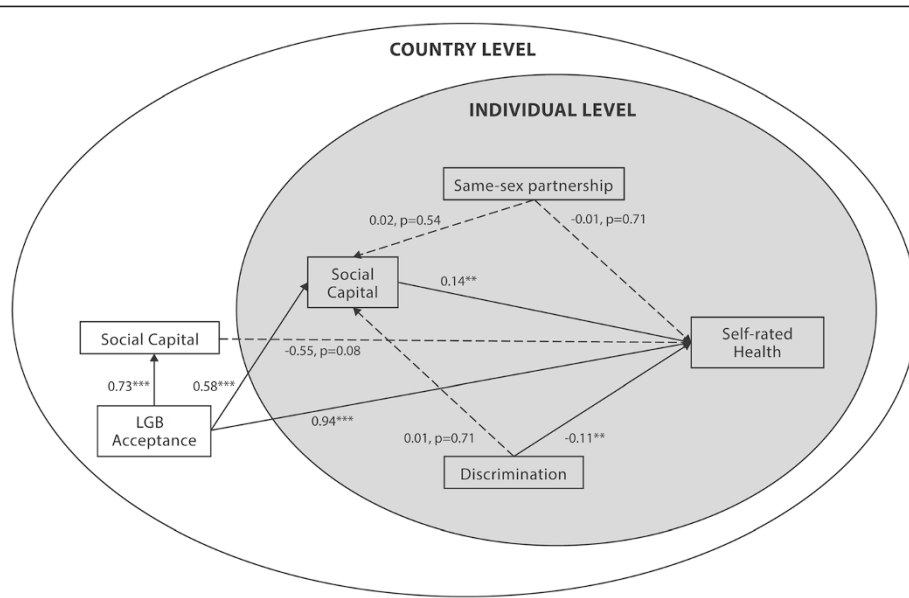 COUNTRY LEVEL
INDIVIDUAL LEVEL
Same-sex partnership
0.02, p=0.54
-0.01, p=0.71
Social
Capital
0.14**
Social Capital
-0.55, p=0.08
Self-rated
Health
0.73***
0.58***
LGB
Acceptance
0.94***
0.01, p=0.71
-0.11**
Discrimination